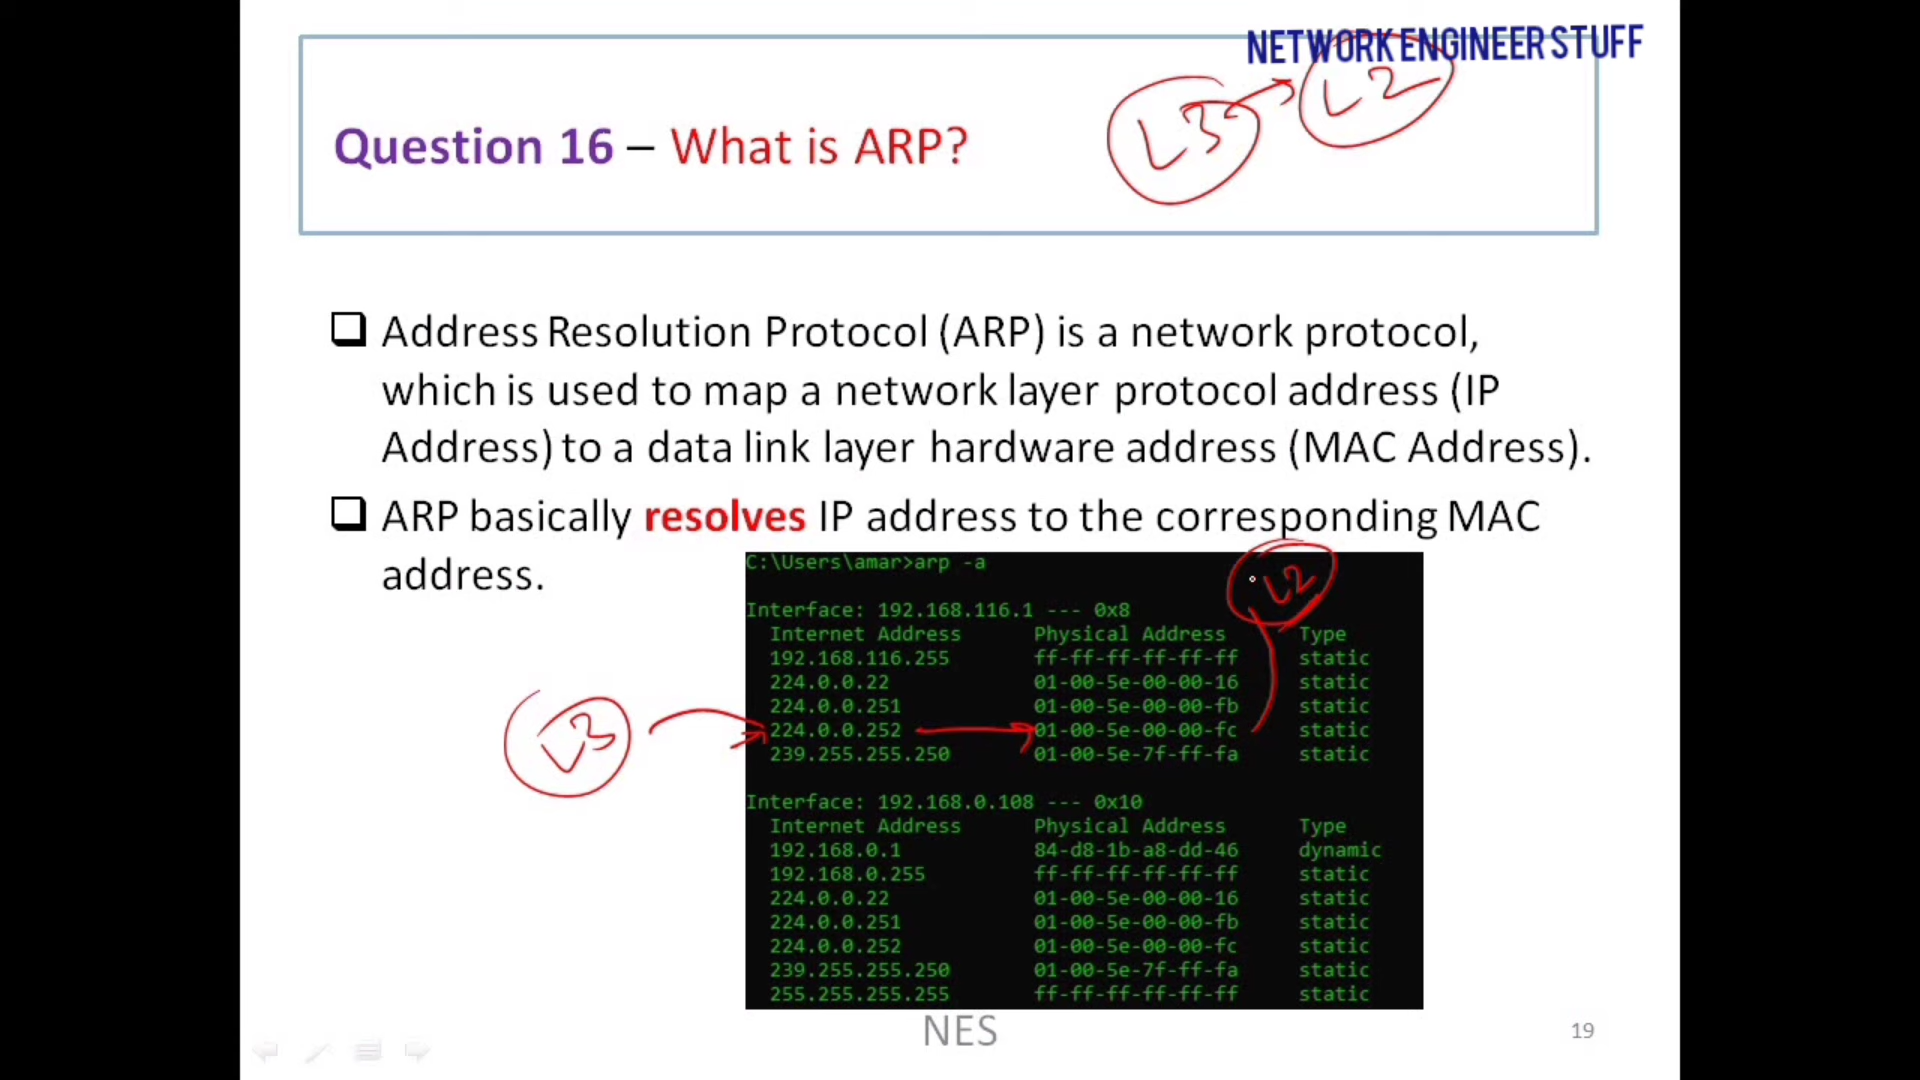 NETWORK ENGINEER STUFF
L3 L2
Question 16 – What is ARP?
Address Resolution Protocol (ARP) is a network protocol,
which is used to map a network layer protocol address (IP
Address) to a data link layer hardware address (MAC Address).
ARP basically resolves IP address to the corresponding MAC
address.
C:\Users\amar>arp -a
L2
Interface: 192.168.116.1 --- 0x8
Internet Address Physical Address Type
192.168.116.255 ff-ff-ff-ff-ff-ff static
224.0.0.22 01-00-5e-00-00-16 static
224.0.0.251 01-00-5e-00-00-fb static
L3
224.0.0.252 01-00-5e-00-00-fc static
239.255.255.250 01-00-5e-7f-ff-fa static
Interface: 192.168.0.108 --- 0x10
Internet Address Physical Address Type
192.168.0.1 84-d8-1b-a8-dd-46 dynamic
192.168.0.255 ff-ff-ff-ff-ff-ff static
224.0.0.22 01-00-5e-00-00-16 static
224.0.0.251 01-00-5e-00-00-fb static
224.0.0.252 01-00-5e-00-00-fc static
239.255.255.250 01-00-5e-7f-ff-fa static
255.255.255.255 ff-ff-ff-ff-ff-ff static
NES
19